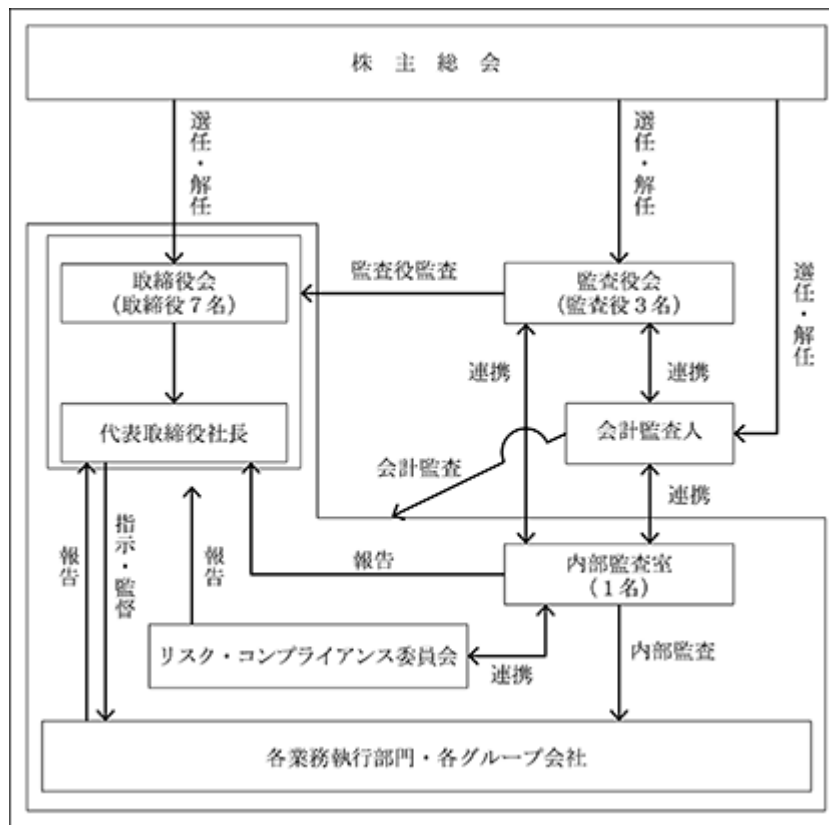 株主総会
選任・解任
選任・解任
選任・解任
取締役会
(取締役7名)
監査役監査
監査役会
(監査役3名)
連携
連携
代表取締役社長
会計監査人
会計監査
連携
報告
指示・監督
報告
報告
内部監査室
(1名)
リスク・コンプライアンス委員会
連携
内部監査
各業務執行部門・各グループ会社